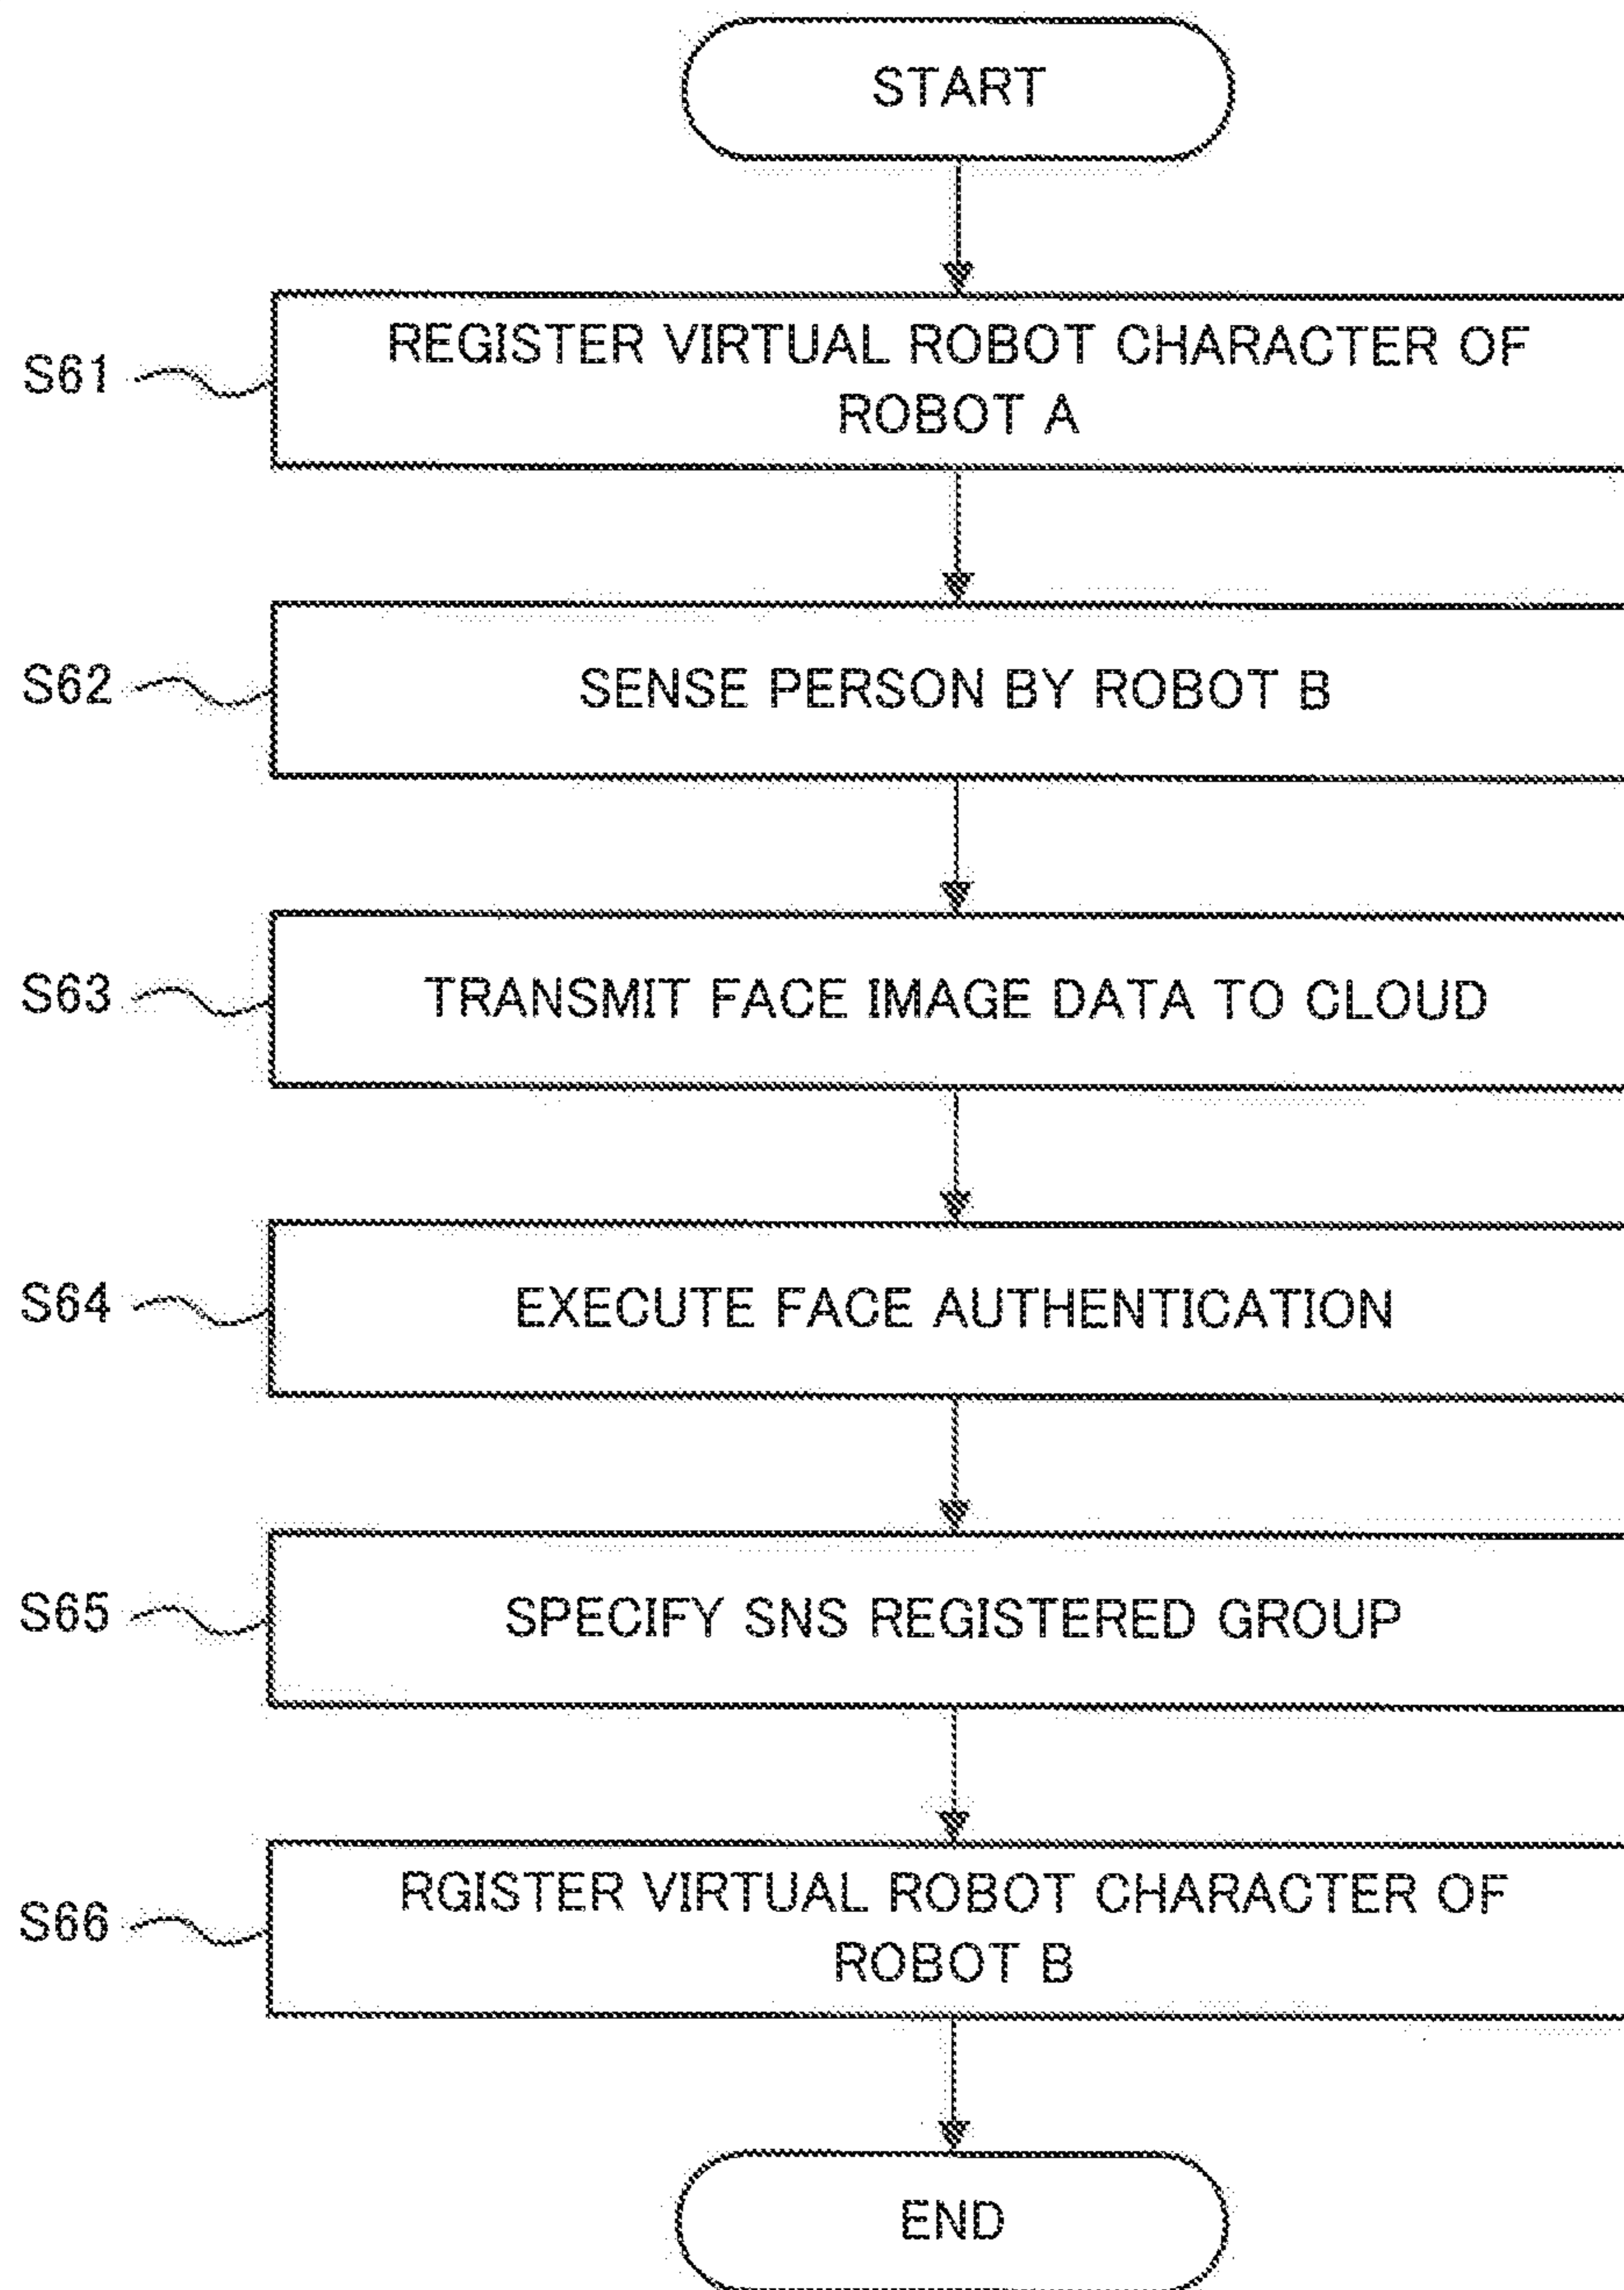 START
S61
REGISTER VIRTUAL ROBOT CHARACTER OF
ROBOT A
S62
SENSE PERSON BY ROBOT B
S63
TRANSMIT FACE IMAGE DATA TO CLOUD
S64
EXECUTE FACE AUTHENTICATION
S65
SPECIFY SNS REGISTERED GROUP
S66
RGISTER VIRTUAL ROBOT CHARACTER OF
ROBOT B
END